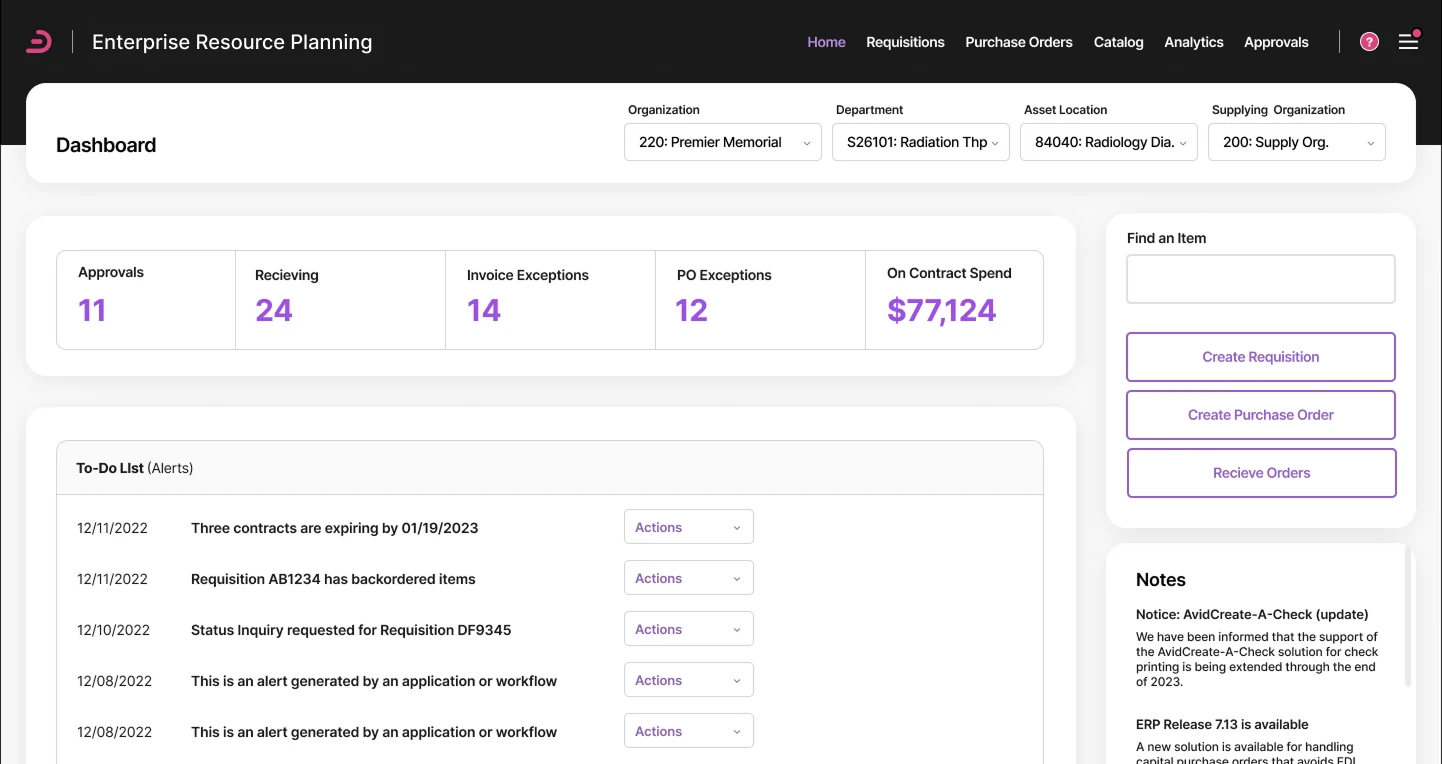 Enterprise Resource Planning
Home Requisitions Purchase Orders Catalog Analytics Approvals ?
Dashboard
Organization Department Asset Location Supplying Organization
220: Premier Memorial S26101: Radiation Thp 84040: Radiology Dia. 200: Supply Org.
Approvals Recieving Invoice Exceptions PO Exceptions On Contract Spend
11 24 14 12 $77,124
Find an Item
Create Requisition
Create Purchase Order
Recieve Orders
To-Do LIst (Alerts)
12/11/2022 Three contracts are expiring by 01/19/2023 Actions
12/11/2022 Requisition AB1234 has backordered items Actions
12/10/2022 Status Inquiry requested for Requisition DF9345 Actions
12/08/2022 This is an alert generated by an application or workflow Actions
12/08/2022 This is an alert generated by an application or workflow Actions
Notes
Notice: AvidCreate-A-Check (update)
We have been informed that the support of
the AvidCreate-A-Check solution for check
printing is being extended through the end
of 2023.
ERP Release 7.13 is available
A new solution is available for handling
capital purchase orders that avoids EDI